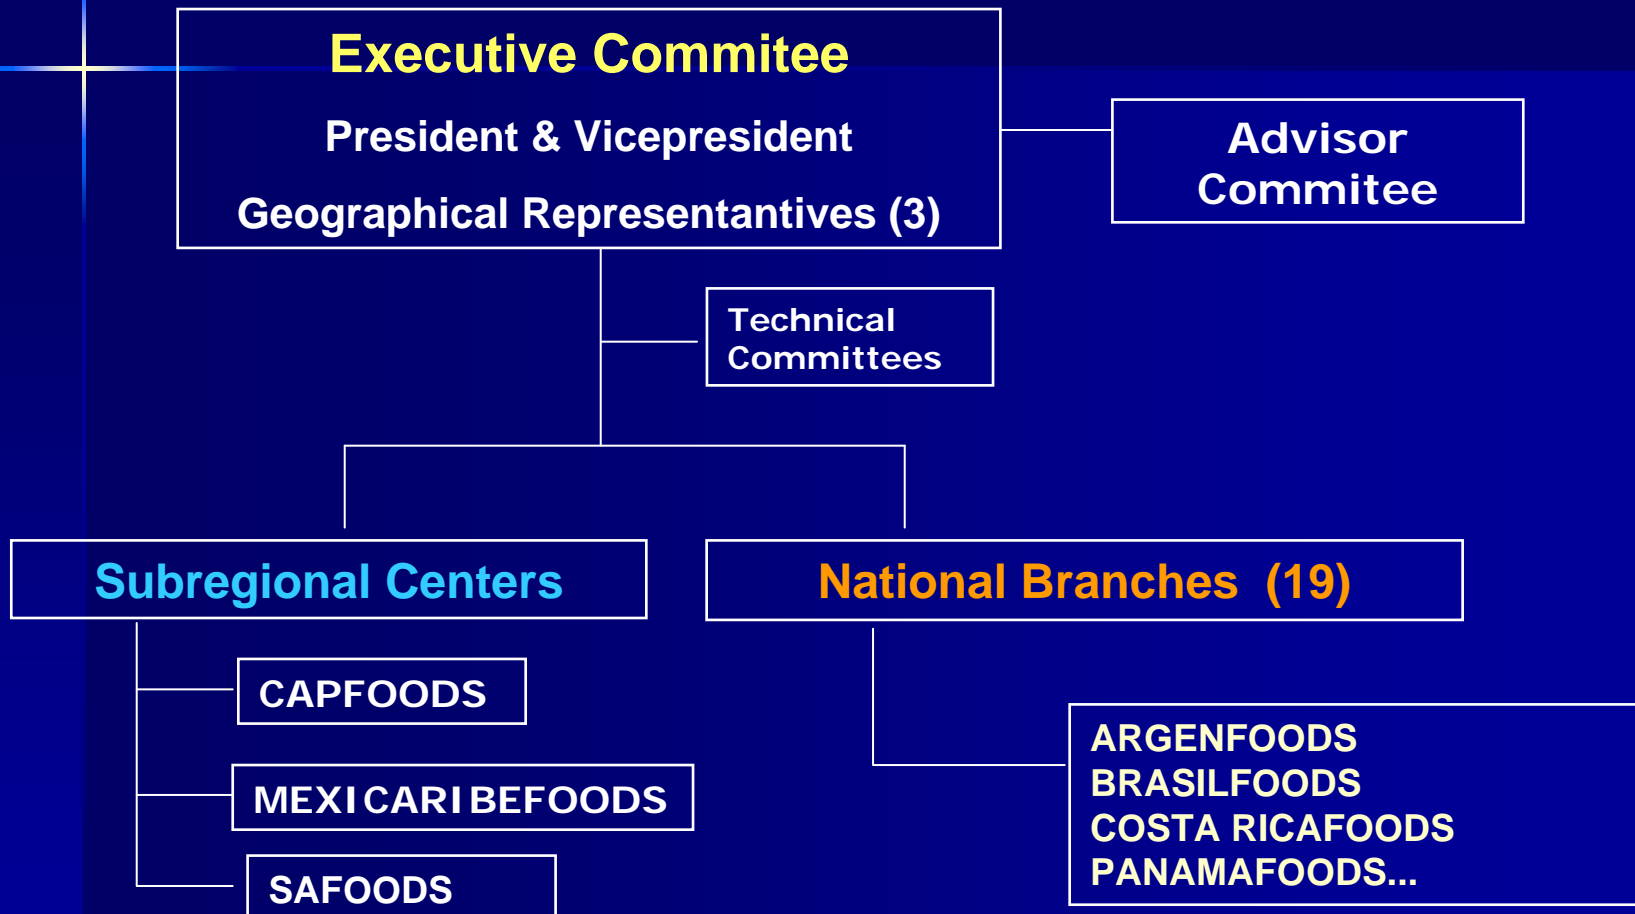 Executive Commitee
President & Vicepresident
Geographical Representantives (3)
Advisor
Commitee
Technical
Committees
Subregional Centers
National Branches (19)
CAPFOODS
MEXICARIBEFOODS
SAFOODS
ARGENFOODS
BRASILFOODS
COSTA RICAFOODS
PANAMAFOODS...